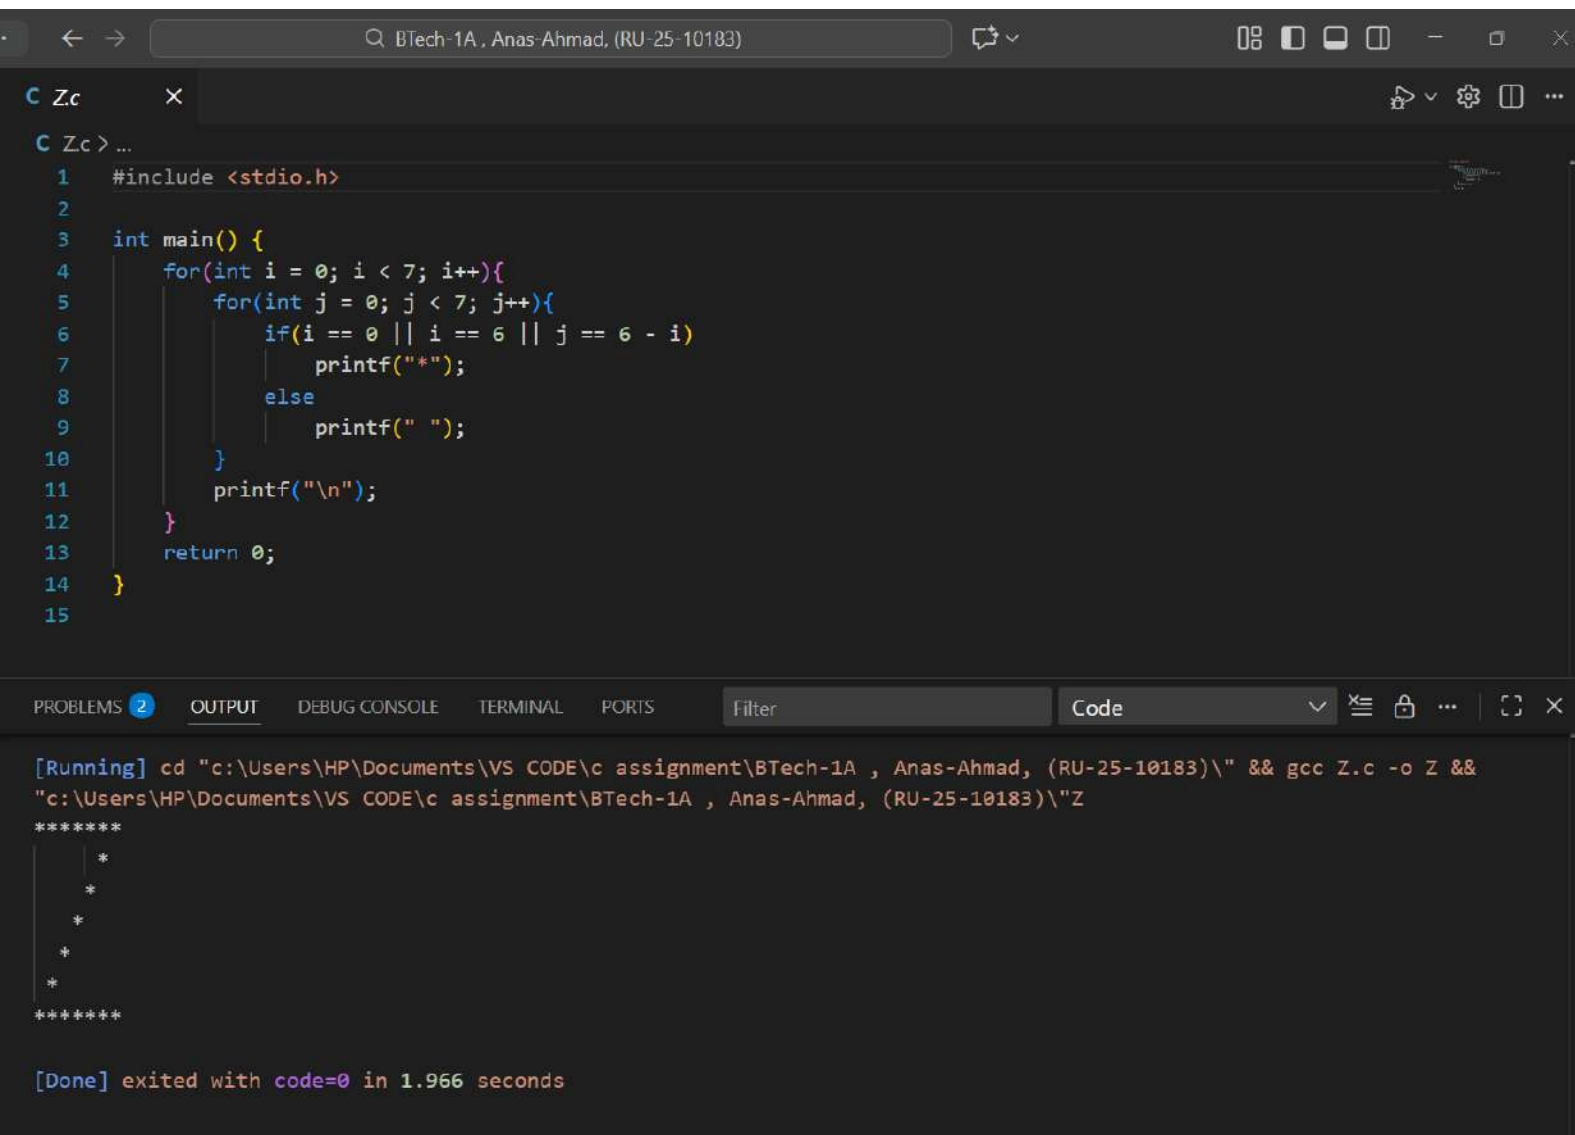 BTech-1A , Anas-Ahmad, (RU-25-10183)
C Z.c
C Z.c > ...
1 #include <stdio.h>
2
3 int main() {
4     for(int i = 0; i < 7; i++){
5         for(int j = 0; j < 7; j++){
6             if(i == 0 || i == 6 || j == 6 - i)
7                 printf("*");
8             else
9                 printf(" ");
10         }
11         printf("\n");
12     }
13     return 0;
14 }
15
PROBLEMS 2 OUTPUT DEBUG CONSOLE TERMINAL PORTS Filter Code
[Running] cd "c:\Users\HP\Documents\VS CODE\c assignment\BTech-1A , Anas-Ahmad, (RU-25-10183)\" && gcc Z.c -o Z &&
"c:\Users\HP\Documents\VS CODE\c assignment\BTech-1A , Anas-Ahmad, (RU-25-10183)\"Z
*******
     *
    *
   *
  *
 *
*******
[Done] exited with code=0 in 1.966 seconds